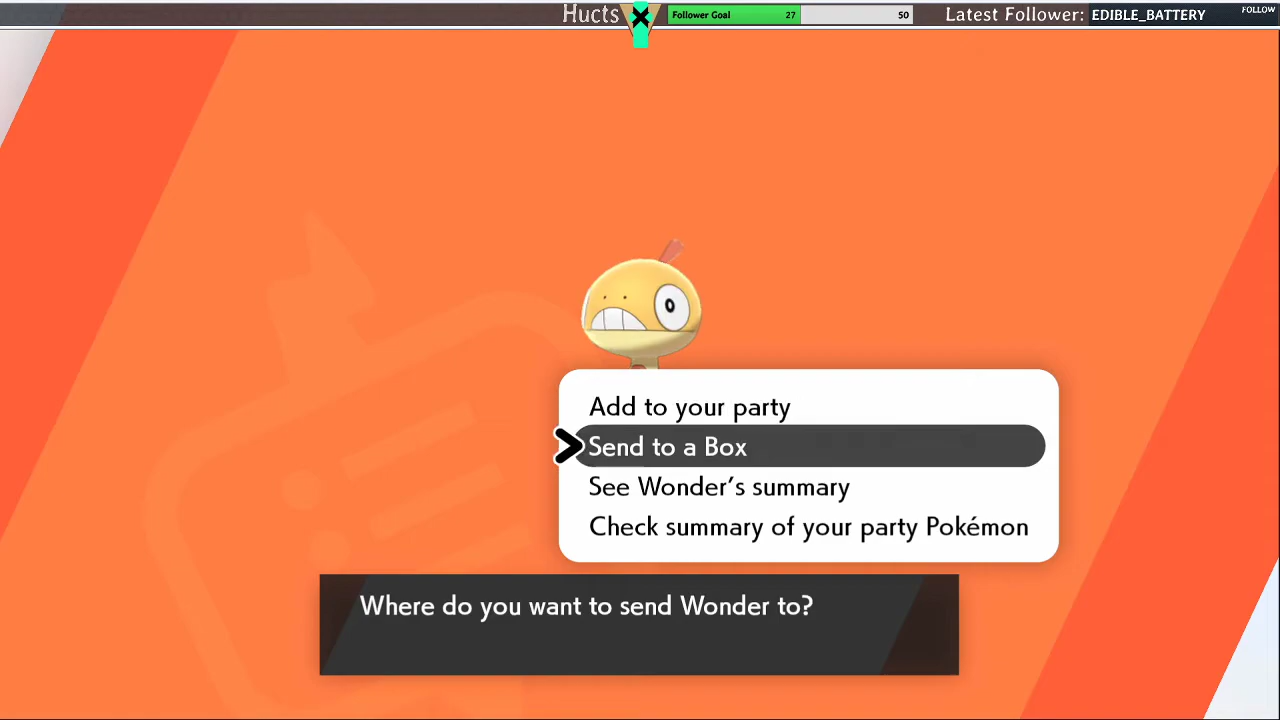 Hucts
Follower Goal 27 50
Latest Follower: EDIBLE_BATTERY FOLLOW
Add to your party
Send to a Box
See Wonder's summary
Check summary of your party Pokémon
Where do you want to send Wonder to?